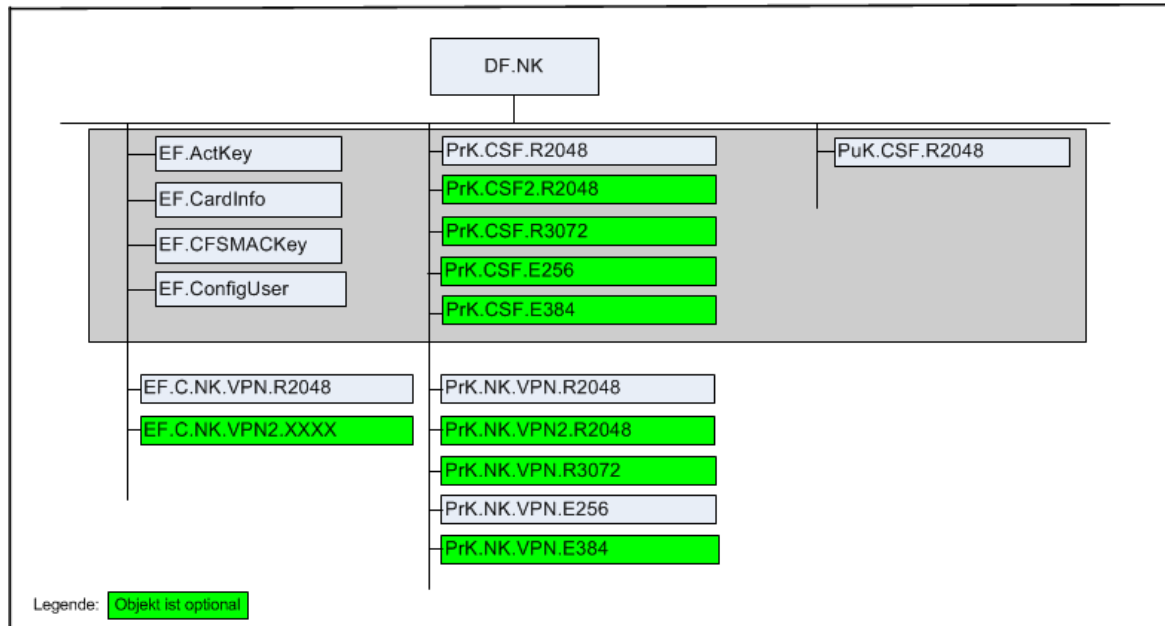 DF.NK
EF.ActKey
EF.CardInfo
EF.CFSMACKey
EF.ConfigUser
EF.C.NK.VPN.R2048
EF.C.NK.VPN2.XXXX
PrK.CSF.R2048
PrK.CSF2.R2048
PrK.CSF.R3072
PrK.CSF.E256
PrK.CSF.E384
PrK.NK.VPN.R2048
PrK.NK.VPN2.R2048
PrK.NK.VPN.R3072
PrK.NK.VPN.E256
PrK.NK.VPN.E384
PuK.CSF.R2048
Legende: Objekt ist optional